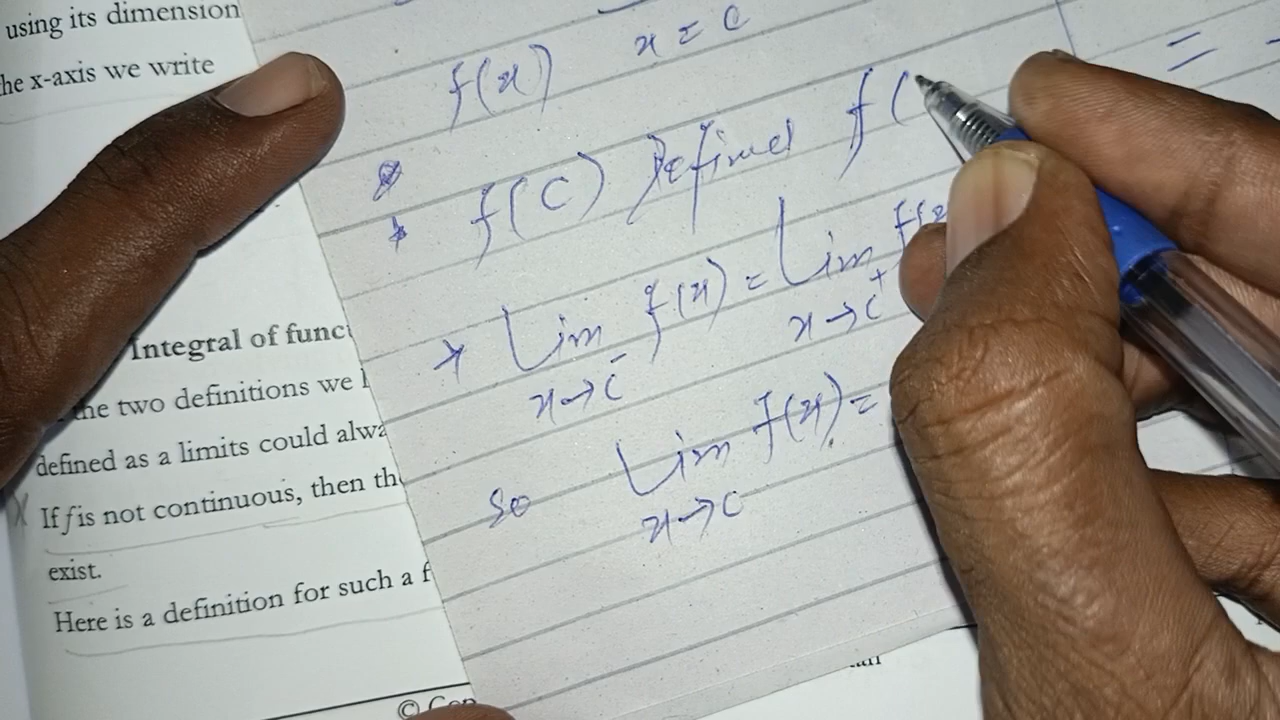 using its dimension
he x-axis we write
Integral of func
the two definitions we
defined as a limits could alwa
If f is not continuous, then th
exist.
Here is a definition for such a f
©
f(x) x = c
* f(C) Defined f(
* Lim f(x) = Lim f(x
x→c⁻ x→c⁺
so Lim f(x) =
x→c
=